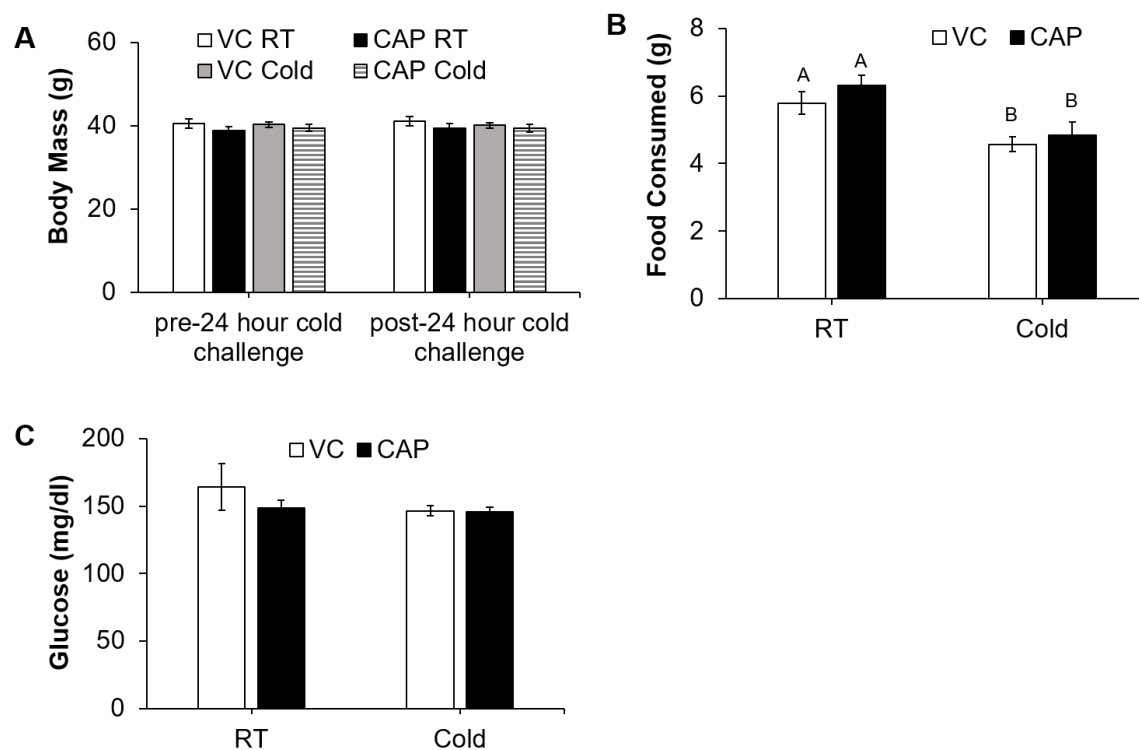 A
Body Mass (g)
60
40
20
0
VC RT
CAP RT
VC Cold
CAP Cold
pre-24 hour cold
challenge
post-24 hour cold
challenge
B
Food Consumed (g)
8
6
4
2
0
VC
CAP
A
A
B
B
RT
Cold
C
Glucose (mg/dl)
200
150
100
50
0
VC
CAP
RT
Cold